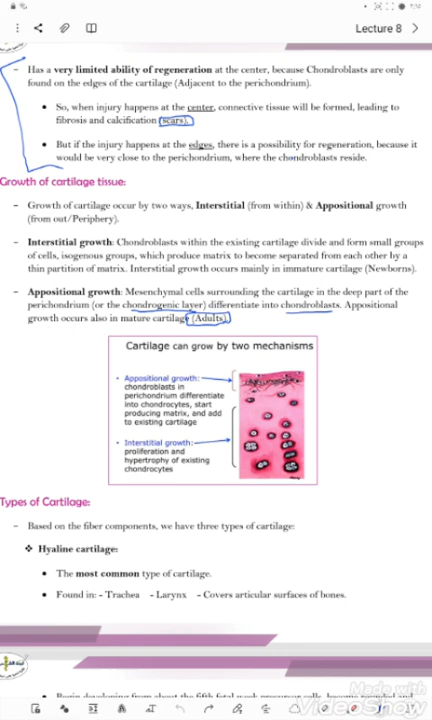 Lecture 8
- Has a very limited ability of regeneration at the center, because Chondroblasts are only
found on the edges of the cartilage (Adjacent to the perichondrium).
• So, when injury happens at the center, connective tissue will be formed, leading to
fibrosis and calcification (scars).
• But if the injury happens at the edges, there is a possibility for regeneration, because it
would be very close to the perichondrium, where the chondroblasts reside.
Growth of cartilage tissue:
- Growth of cartilage occur by two ways, Interstitial (from within) & Appositional growth
(from out/Periphery).
- Interstitial growth: Chondroblasts within the existing cartilage divide and form small groups
of cells, isogenous groups, which produce matrix to become separated from each other by a
thin partition of matrix. Interstitial growth occurs mainly in immature cartilage (Newborns).
- Appositional growth: Mesenchymal cells surrounding the cartilage in the deep part of the
perichondrium (or the chondrogenic layer) differentiate into chondroblasts. Appositional
growth occurs also in mature cartilage (Adults).
Cartilage can grow by two mechanisms
• Appositional growth:
chondroblasts in
perichondrium differentiate
into chondrocytes, start
producing matrix, and add
to existing cartilage
• Interstitial growth:
proliferation and
hypertrophy of existing
chondrocytes
Types of Cartilage:
- Based on the fiber components, we have three types of cartilage:
❖ Hyaline cartilage:
• The most common type of cartilage.
• Found in: - Trachea - Larynx - Covers articular surfaces of bones.
Made with
VideoShow